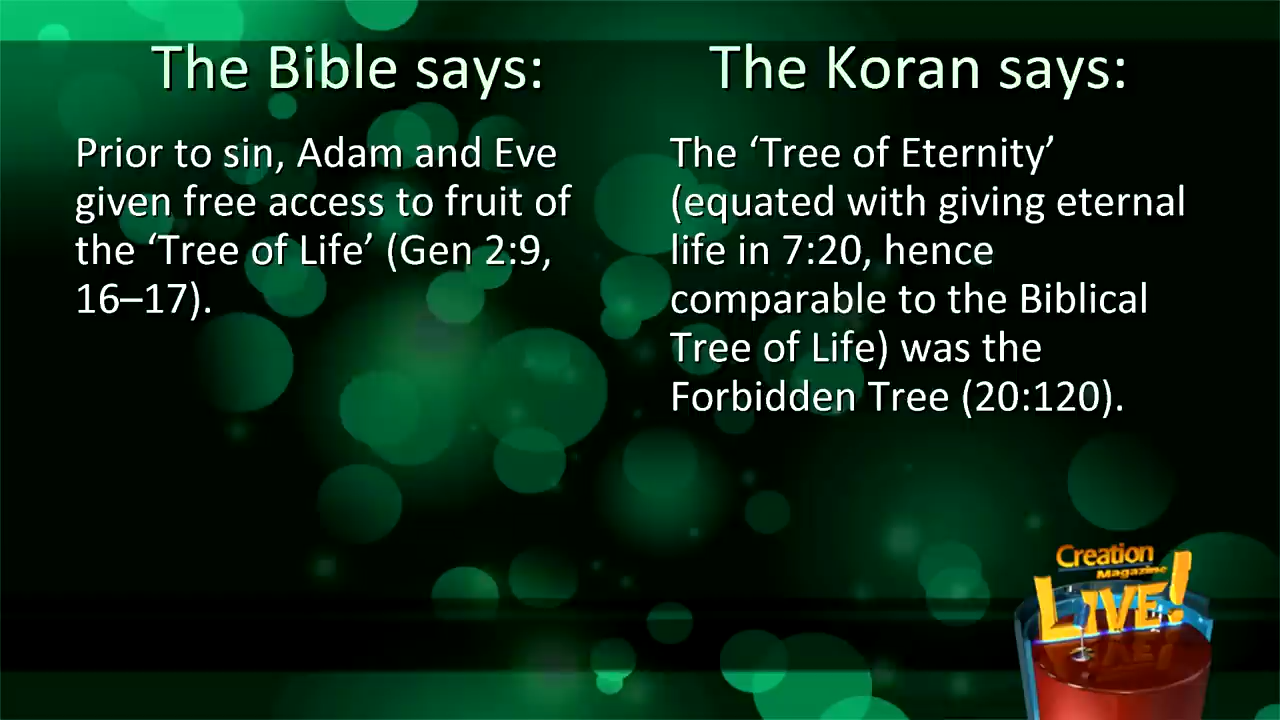 The Bible says:
Prior to sin, Adam and Eve
given free access to fruit of
the ‘Tree of Life’ (Gen 2:9,
16–17).
The Koran says:
The ‘Tree of Eternity’
(equated with giving eternal
life in 7:20, hence
comparable to the Biblical
Tree of Life) was the
Forbidden Tree (20:120).
Creation
Magazine
LIVE!